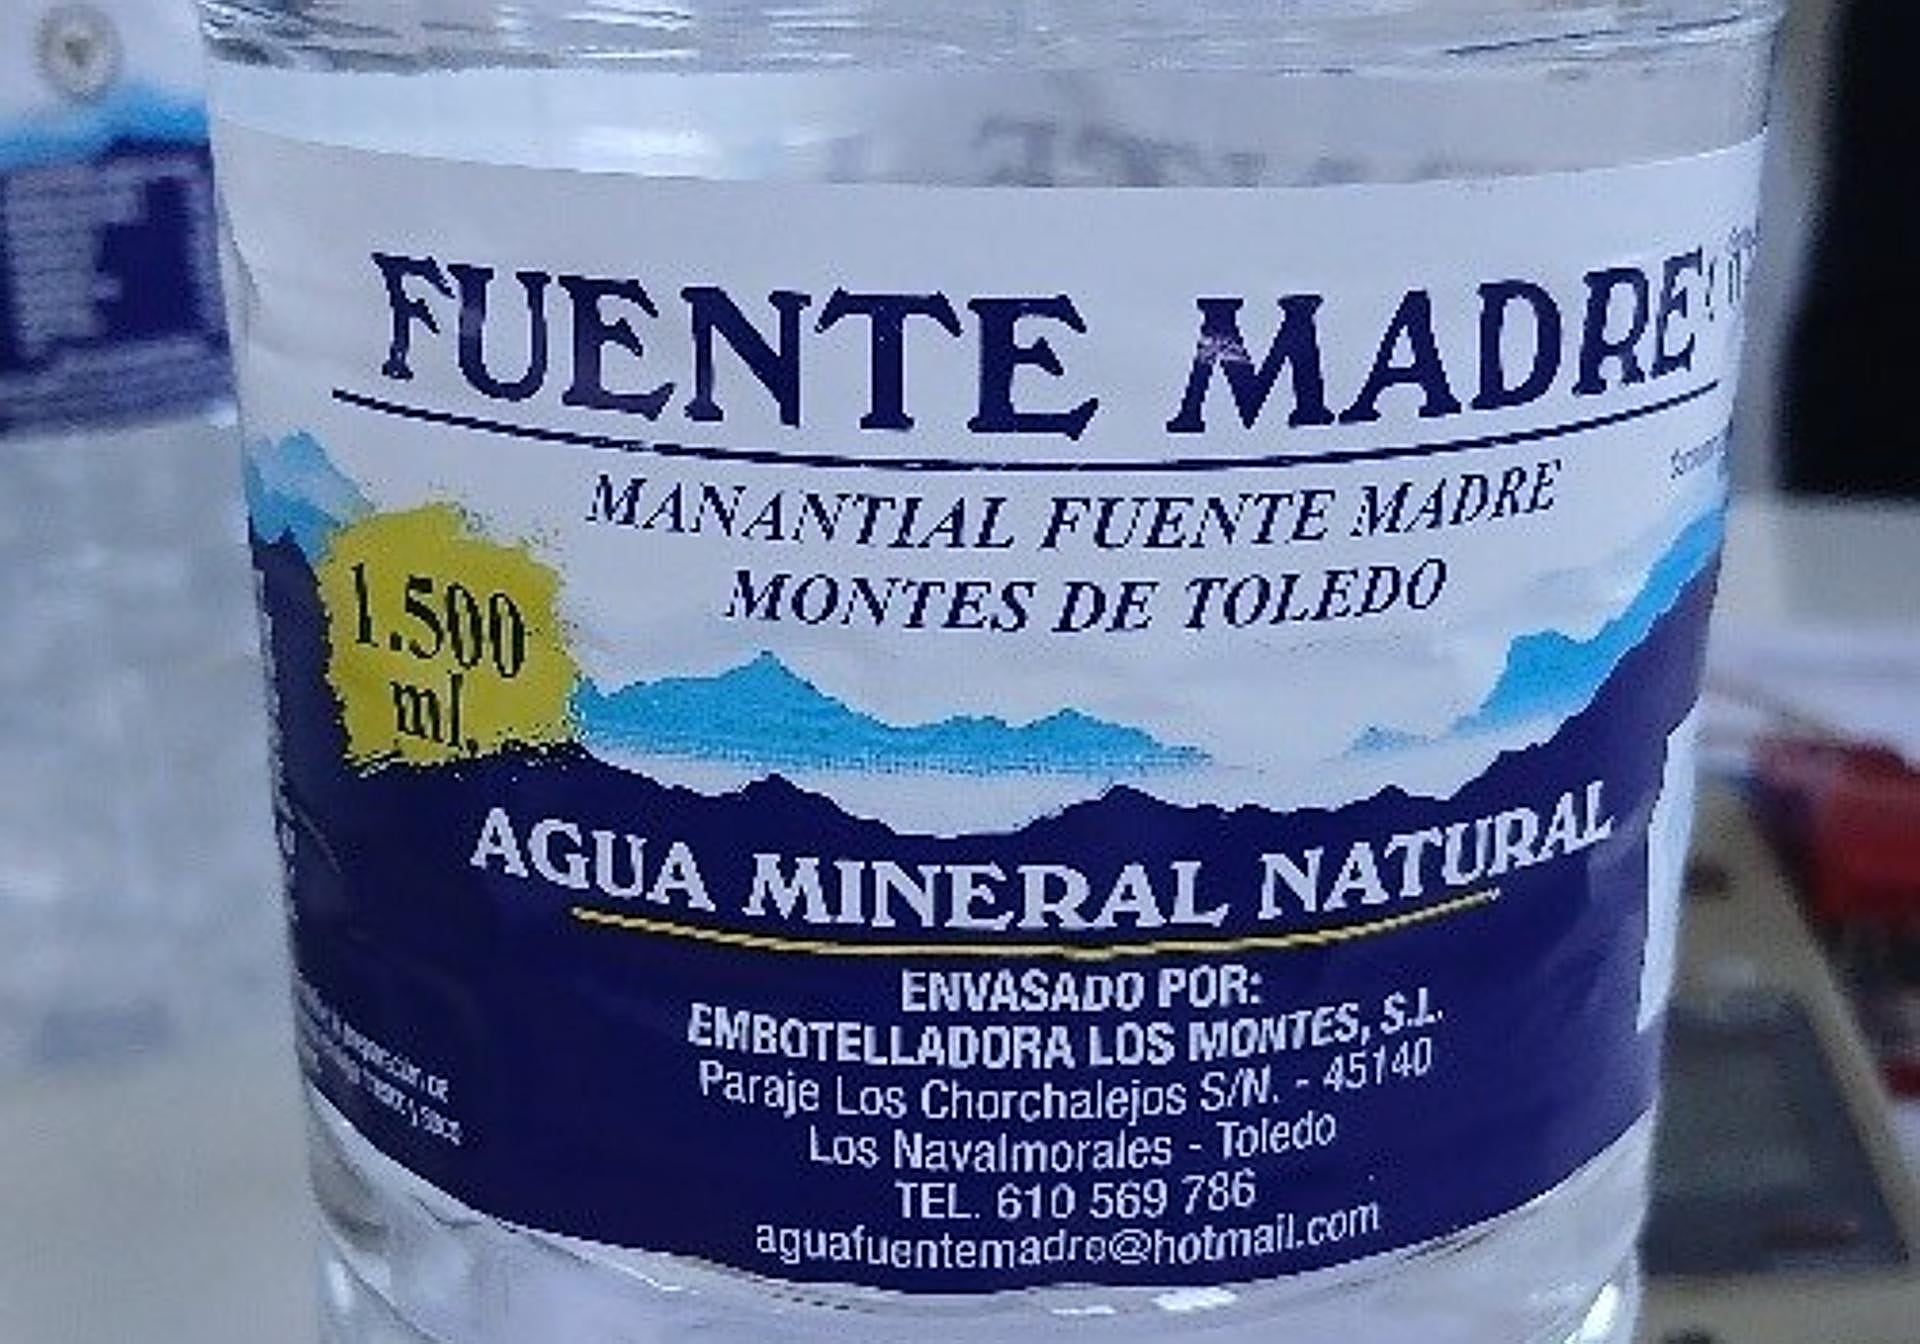 FUENTE MADRE
MANANTIAL FUENTE MADRE
MONTES DE TOLEDO
1.500
ml.
AGUA MINERAL NATURAL
ENVASADO POR:
EMBOTELLADORA LOS MONTES, S.L.
Paraje Los Chorchalejos S/N. - 45140
Los Navalmorales - Toledo
TEL. 610 569 786
aguafuentemadre@hotmail.com